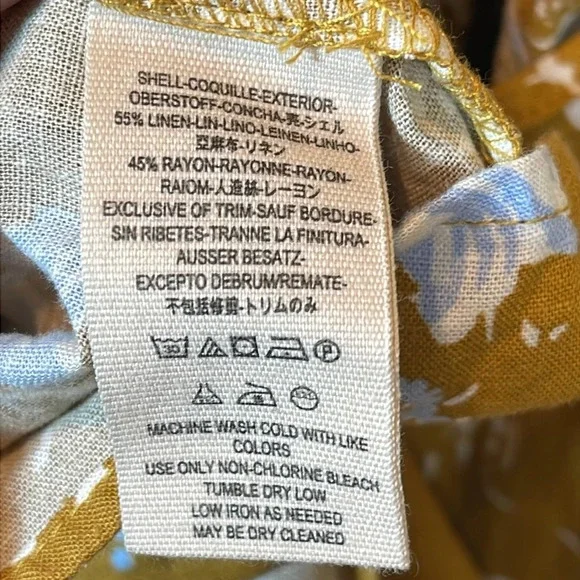 SHELL-COQUILLE-EXTERIOR-
OBERSTOFF-CONCHA-売-シェル
55% LINEN-LIN-LINO-LEINEN-LINHO-
亞麻布-リネン
45% RAYON-RAYONNE-RAYON-
RAIOM-人造絲-レーヨン
EXCLUSIVE OF TRIM-SAUF BORDURE-
SIN RIBETES-TRANNE LA FINITURA-
AUSSER BESATZ-
EXCEPTO DEBRUM/REMATE-
不包括修剪-トリムのみ
30 P
MACHINE WASH COLD WITH LIKE
COLORS
USE ONLY NON-CHLORINE BLEACH
TUMBLE DRY LOW
LOW IRON AS NEEDED
MAY BE DRY CLEANED